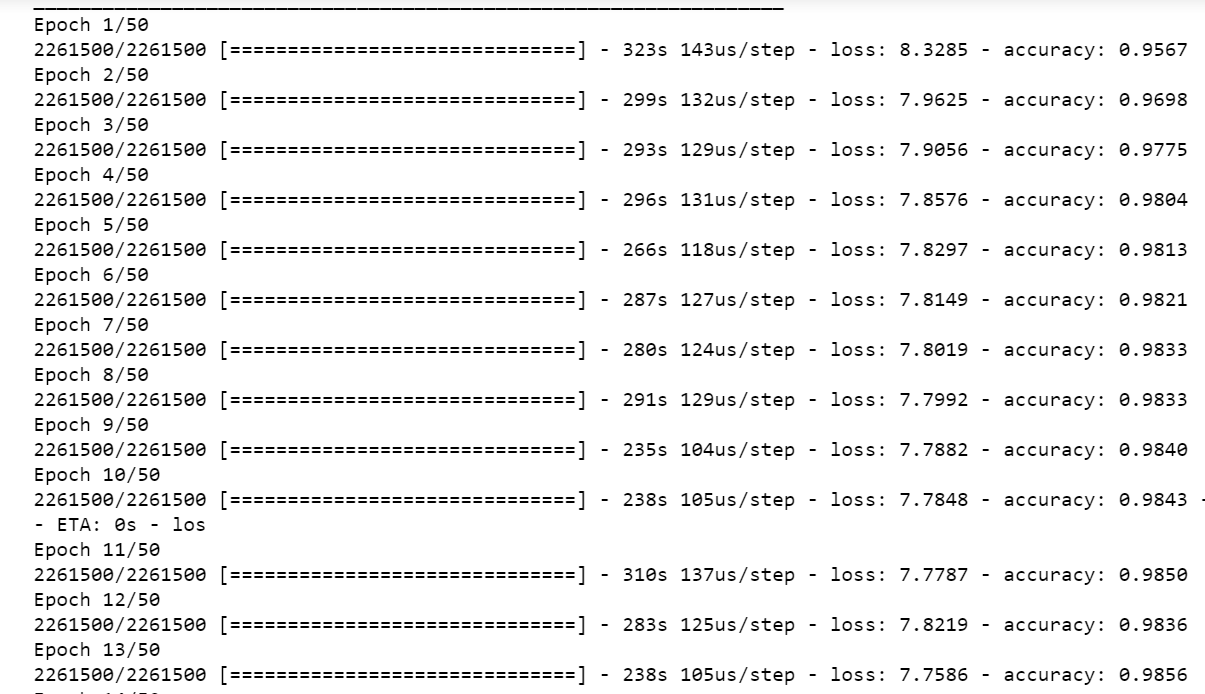 Epoch 1/50
2261500/2261500 [==============================] - 323s 143us/step - loss: 8.3285 - accuracy: 0.9567
Epoch 2/50
2261500/2261500 [==============================] - 299s 132us/step - loss: 7.9625 - accuracy: 0.9698
Epoch 3/50
2261500/2261500 [==============================] - 293s 129us/step - loss: 7.9056 - accuracy: 0.9775
Epoch 4/50
2261500/2261500 [==============================] - 296s 131us/step - loss: 7.8576 - accuracy: 0.9804
Epoch 5/50
2261500/2261500 [==============================] - 266s 118us/step - loss: 7.8297 - accuracy: 0.9813
Epoch 6/50
2261500/2261500 [==============================] - 287s 127us/step - loss: 7.8149 - accuracy: 0.9821
Epoch 7/50
2261500/2261500 [==============================] - 280s 124us/step - loss: 7.8019 - accuracy: 0.9833
Epoch 8/50
2261500/2261500 [==============================] - 291s 129us/step - loss: 7.7992 - accuracy: 0.9833
Epoch 9/50
2261500/2261500 [==============================] - 235s 104us/step - loss: 7.7882 - accuracy: 0.9840
Epoch 10/50
2261500/2261500 [==============================] - 238s 105us/step - loss: 7.7848 - accuracy: 0.9843 -
- ETA: 0s - los
Epoch 11/50
2261500/2261500 [==============================] - 310s 137us/step - loss: 7.7787 - accuracy: 0.9850
Epoch 12/50
2261500/2261500 [==============================] - 283s 125us/step - loss: 7.8219 - accuracy: 0.9836
Epoch 13/50
2261500/2261500 [==============================] - 238s 105us/step - loss: 7.7586 - accuracy: 0.9856